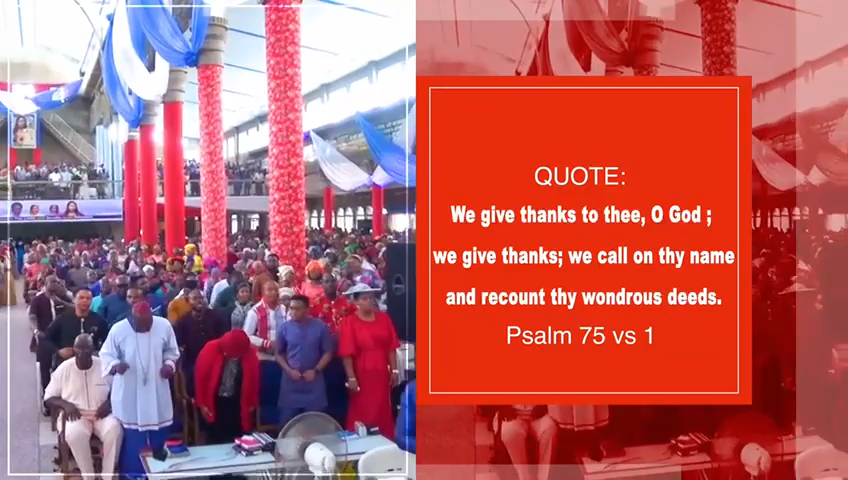 QUOTE:
We give thanks to thee, O God ;
we give thanks; we call on thy name
and recount thy wondrous deeds.
Psalm 75 vs 1